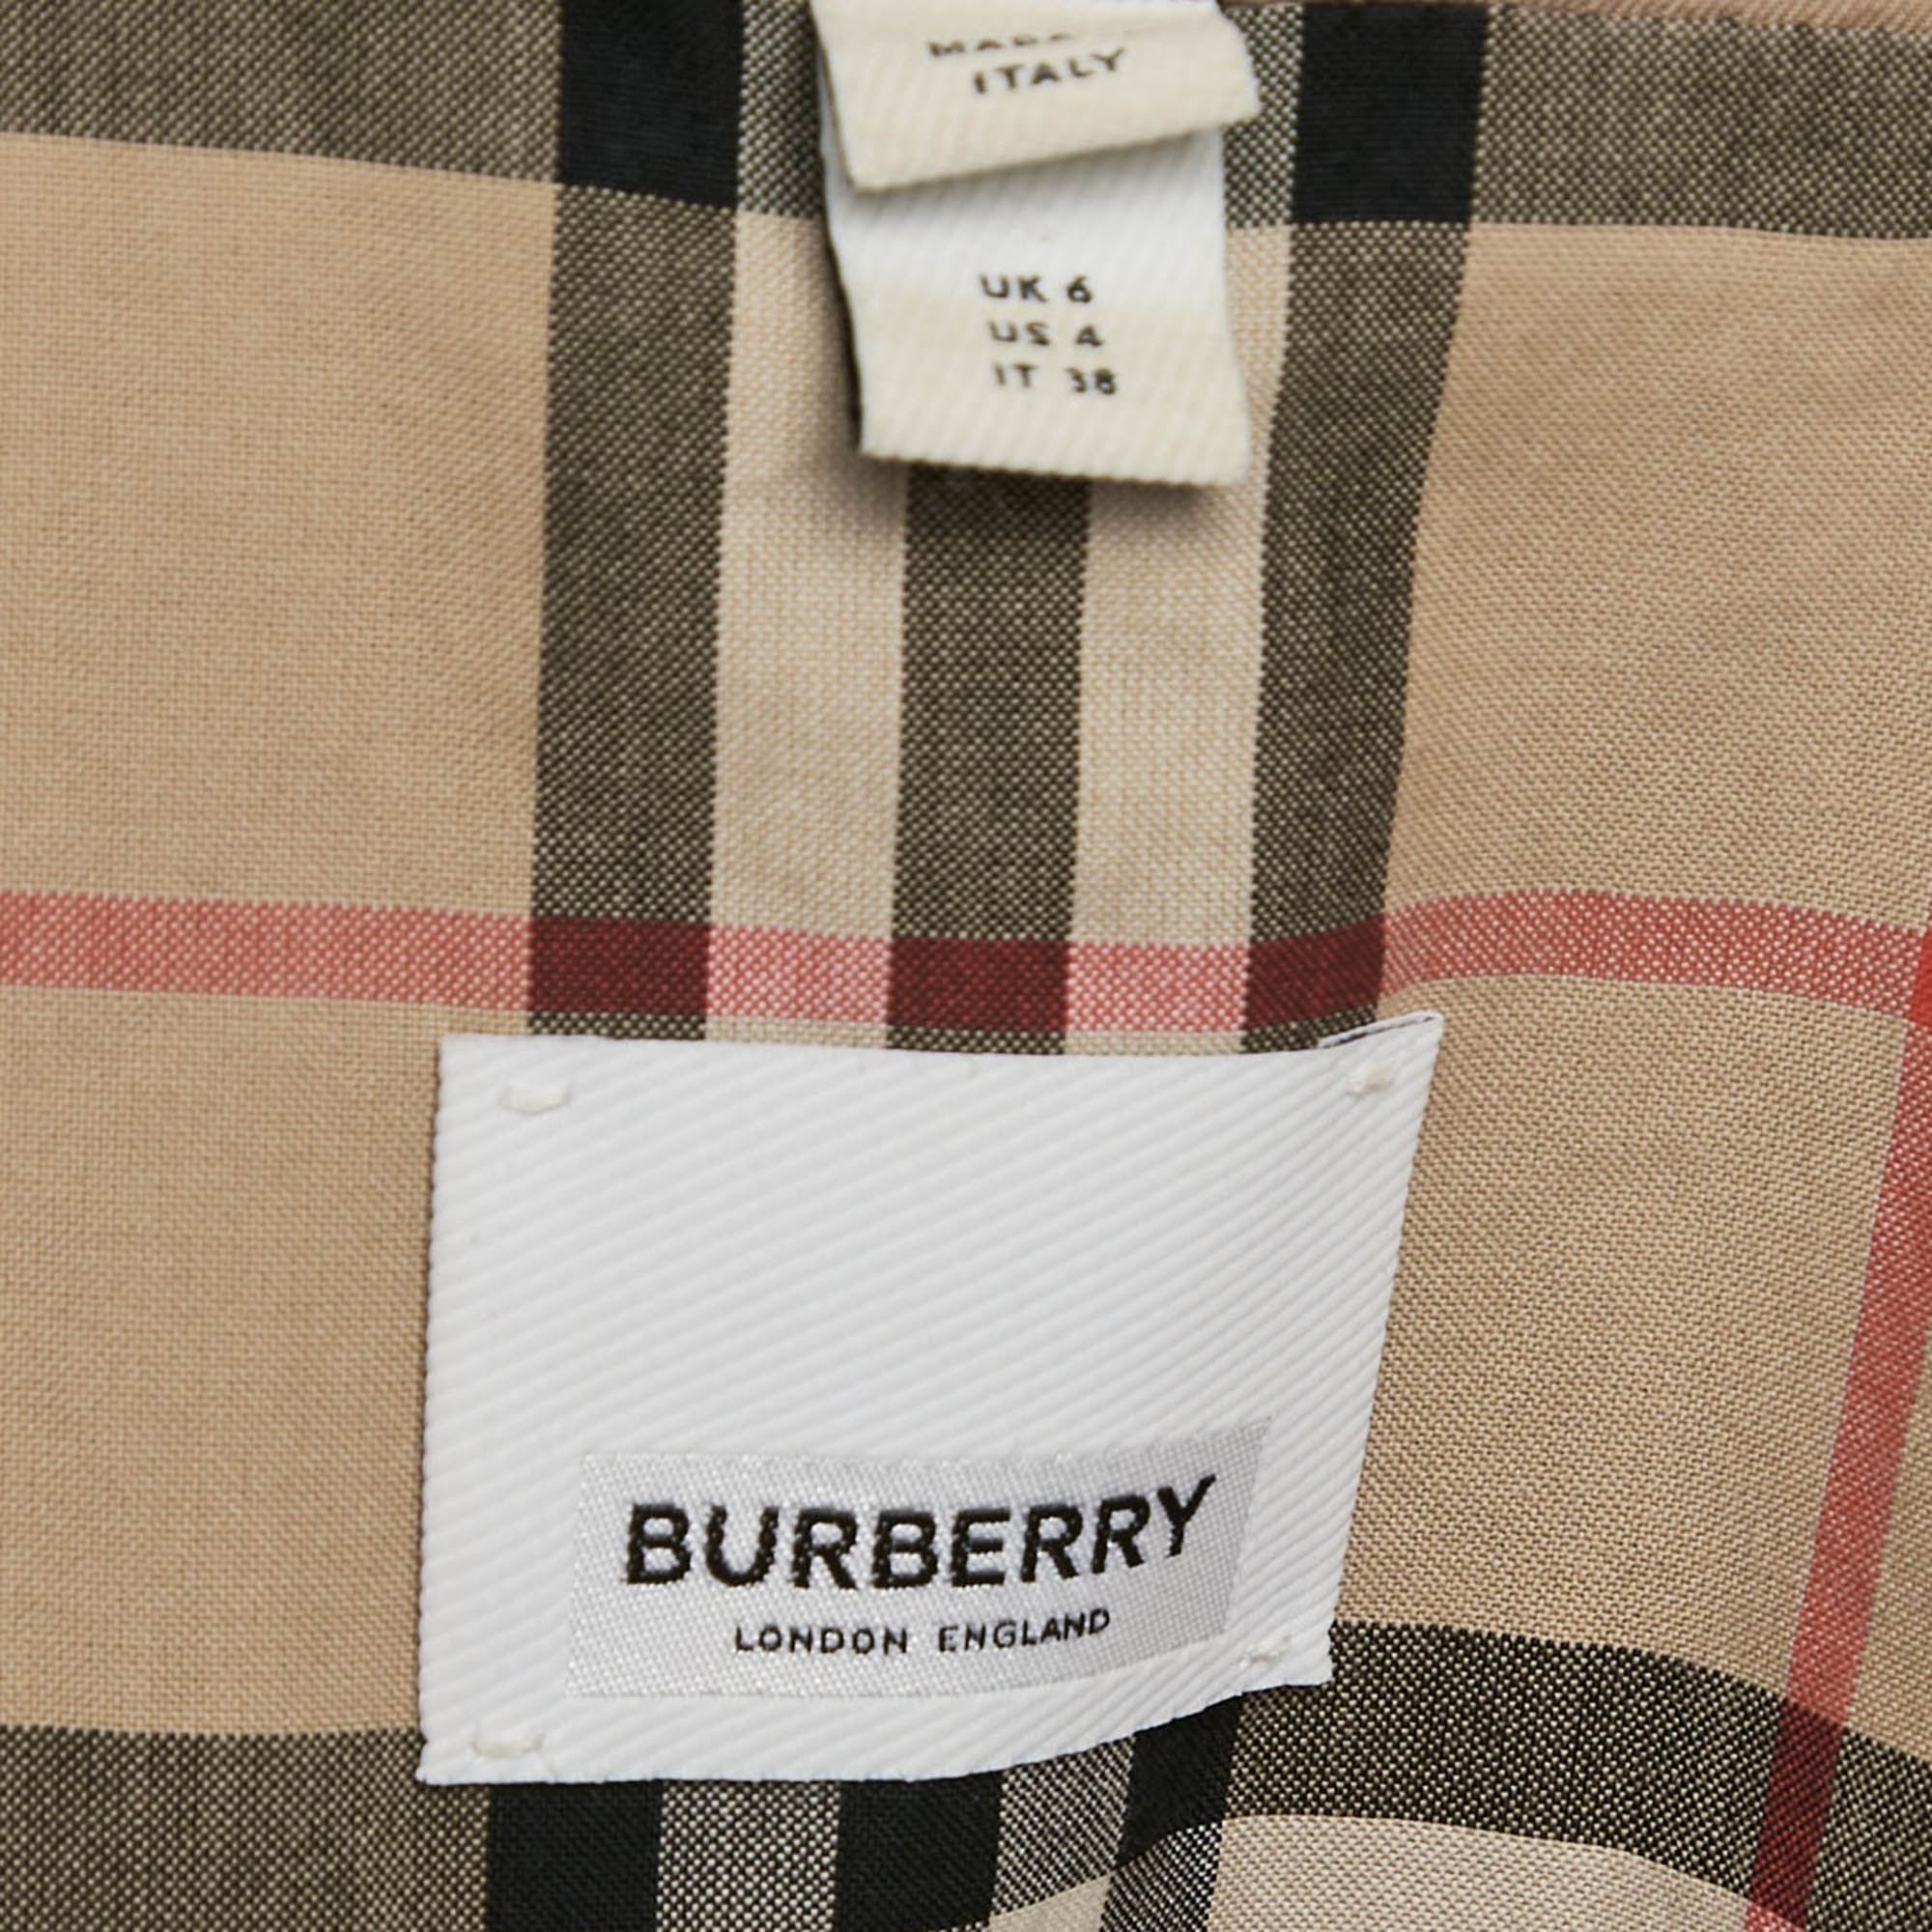 ITALY
UK 6
US 4
IT 38
BURBERRY
LONDON ENGLAND